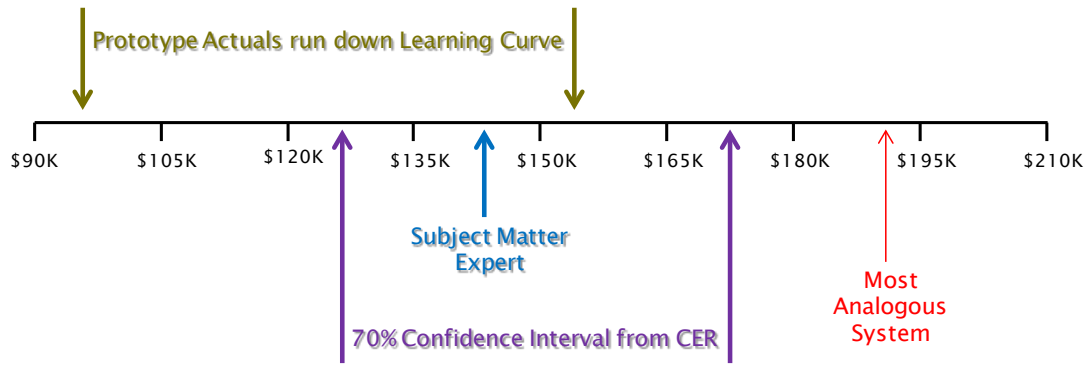 Prototype Actuals run down Learning Curve
$90K $105K $120K $135K $150K $165K $180K $195K $210K
Subject Matter
Expert
Most
Analogous
System
70% Confidence Interval from CER